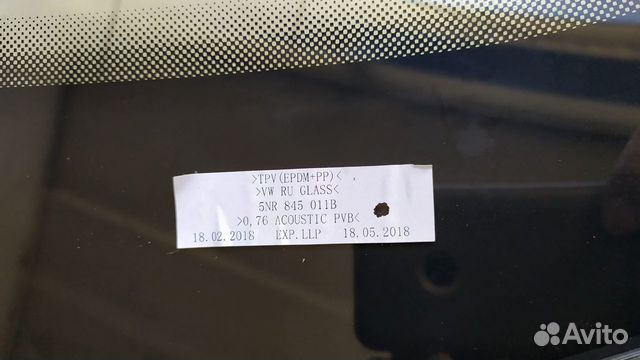 >TPV(EPDM+PP)<
>VW RU GLASS<
5NR 845 011B
>0,76 ACOUSTIC PVB<
18.02.2018 EXP.LLP 18.05.2018
Avito